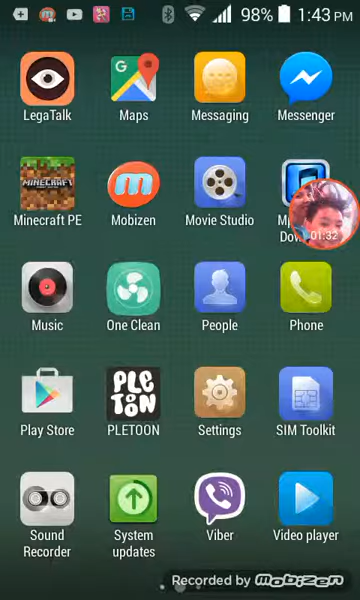 98% 1:43 PM
LegaTalk Maps Messaging Messenger
MINECRAFT
Minecraft PE Mobizen Movie Studio Mp
Dow
01:32
Music One Clean People Phone
PLE
TOON
Play Store PLETOON Settings SIM Toolkit
Sound
Recorder
System
updates
Viber Video player
Recorded by mobizen